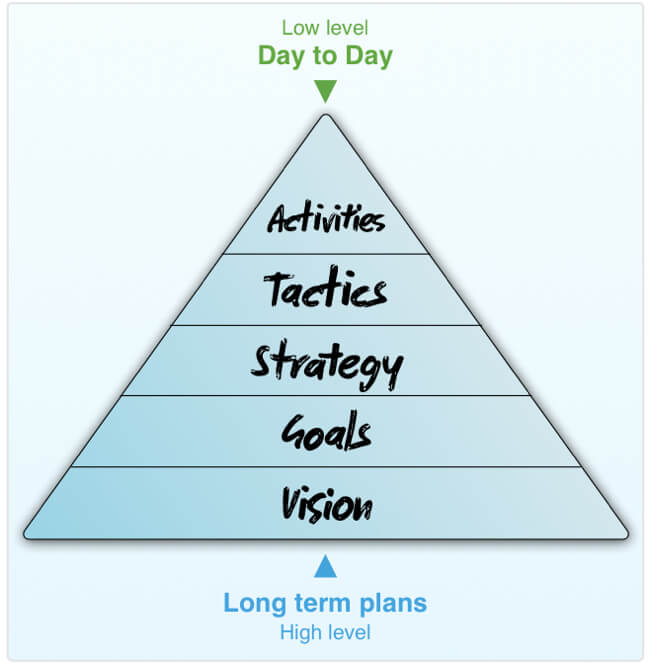 Low level
Day to Day
Activities
Tactics
Strategy
Goals
Vision
Long term plans
High level